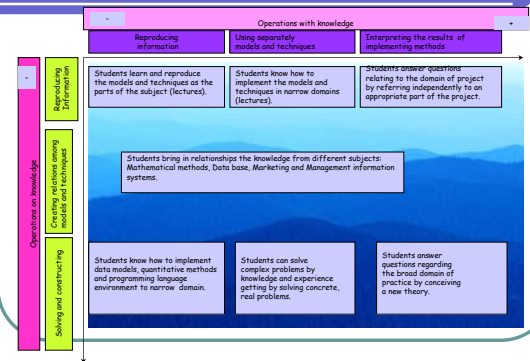 -
Operations with knowledge
+
Reproducing
information
Using separately
models and techniques
Interpreting the results of
implementing methods
Operations on knowledge
-
Reproducing
Information
Students learn and reproduce
the models and techniques as the
parts of the subject (lectures).
Students know how to
implement the models and
techniques in narrow domains
(lectures).
Students answer questions
relating to the domain of project
by referring independently to an
appropriate part of the project.
Creating relations among
models and techniques
Students bring in relationships the knowledge from different subjects:
Mathematical methods, Data base, Marketing and Management information
systems.
Solving and constructing
Students know how to implement
data models, quantitative methods
and programming language
environment to narrow domain.
Students can solve
complex problems by
knowledge and experience
getting by solving concrete,
real problems.
Students answer
questions regarding
the broad domain of
practice by conceiving
a new theory.